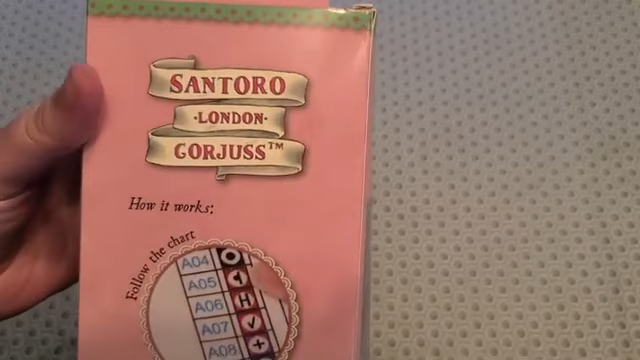 SANTORO
·LONDON·
GORJUSS™
How it works:
Follow the chart
A04
A05
A06 H
A07 √
A08 +